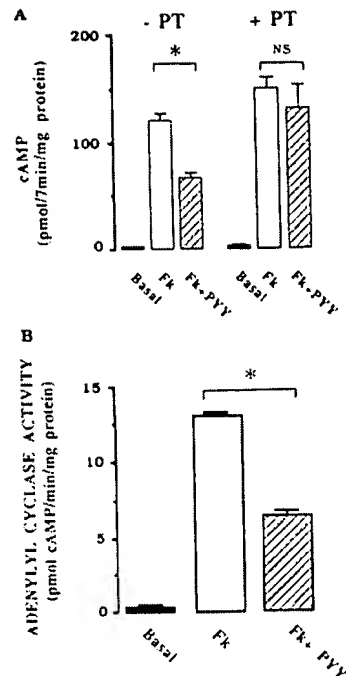 A
- PT
+ PT
200
100
0
cAMP
(pmol/7min/mg protein)
*
NS
Basal
Fk
Fk+PYY
Basal
Fk
Fk+PYY
B
15
10
5
0
ADENYLYL CYCLASE ACTIVITY
(pmol cAMP/min/mg protein)
*
Basal
Fk
Fk+ PYY